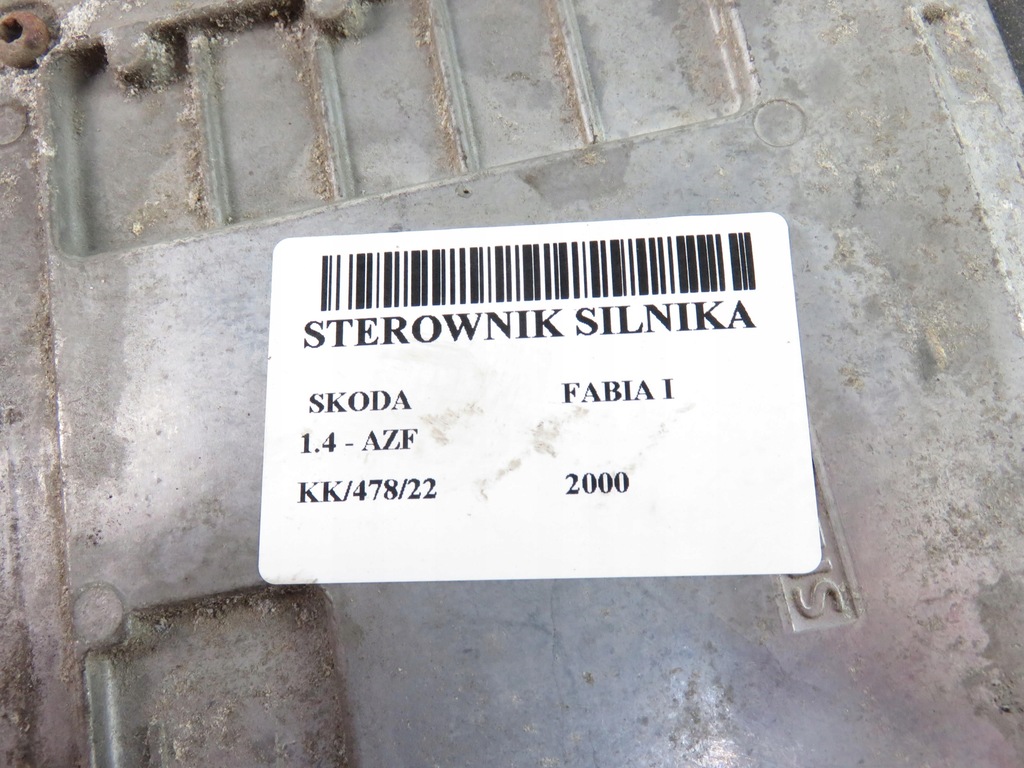 STEROWNIK SILNIKA
SKODA FABIA I
1.4 - AZF
KK/478/22 2000